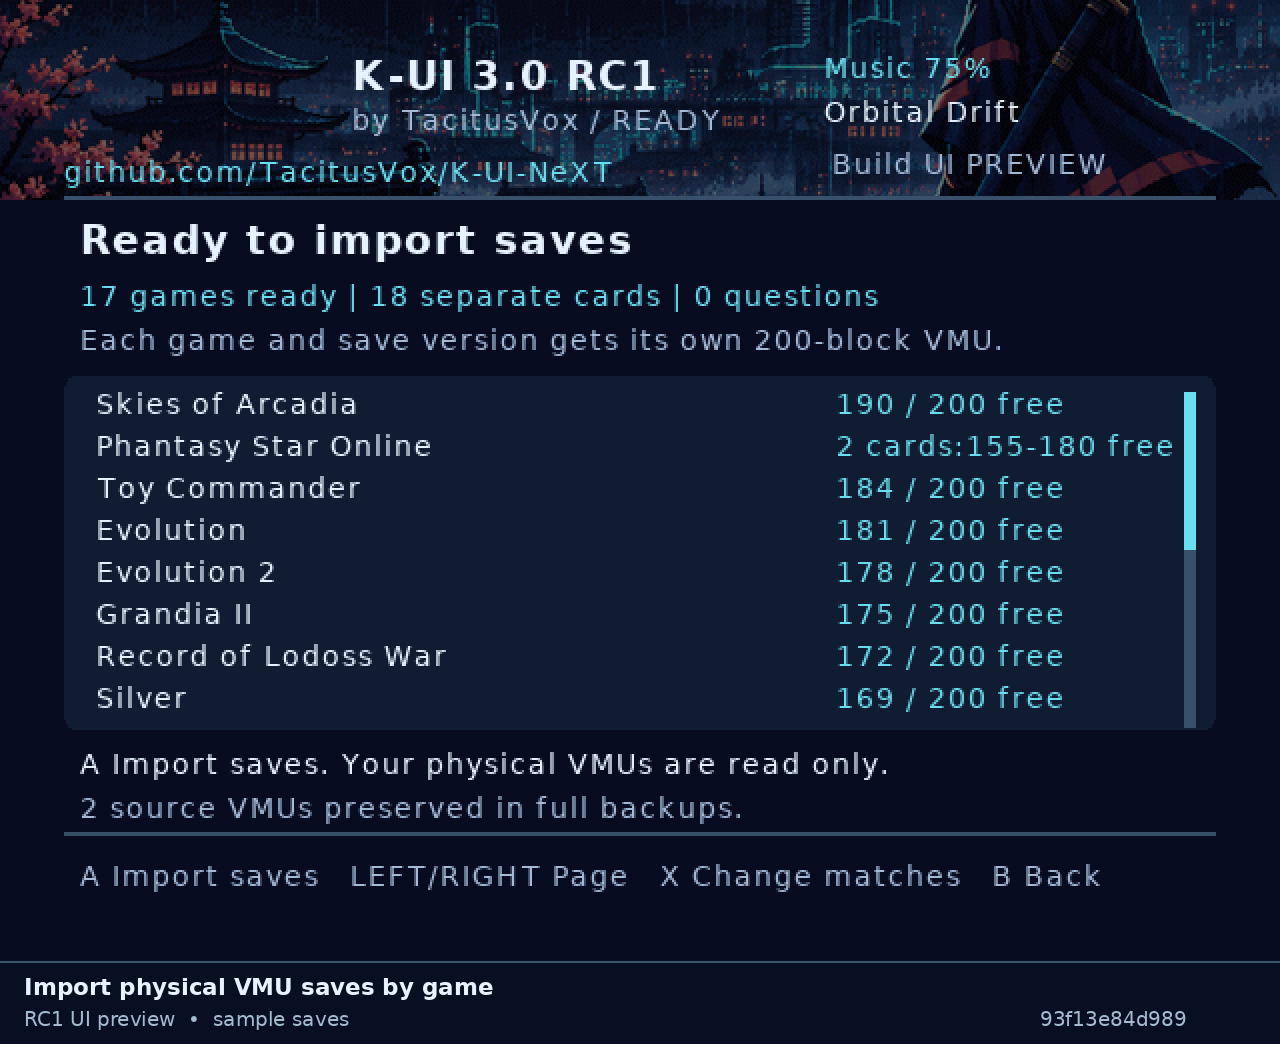 K-UI 3.0 RC1
by TacitusVox / READY
github.com/TacitusVox/K-UI-NeXT
Music 75%
Orbital Drift
Build UI PREVIEW
Ready to import saves
17 games ready | 18 separate cards | 0 questions
Each game and save version gets its own 200-block VMU.
Skies of Arcadia 190 / 200 free
Phantasy Star Online 2 cards:155-180 free
Toy Commander 184 / 200 free
Evolution 181 / 200 free
Evolution 2 178 / 200 free
Grandia II 175 / 200 free
Record of Lodoss War 172 / 200 free
Silver 169 / 200 free
A Import saves. Your physical VMUs are read only.
2 source VMUs preserved in full backups.
A Import saves LEFT/RIGHT Page X Change matches B Back
Import physical VMU saves by game
RC1 UI preview • sample saves 93f13e84d989